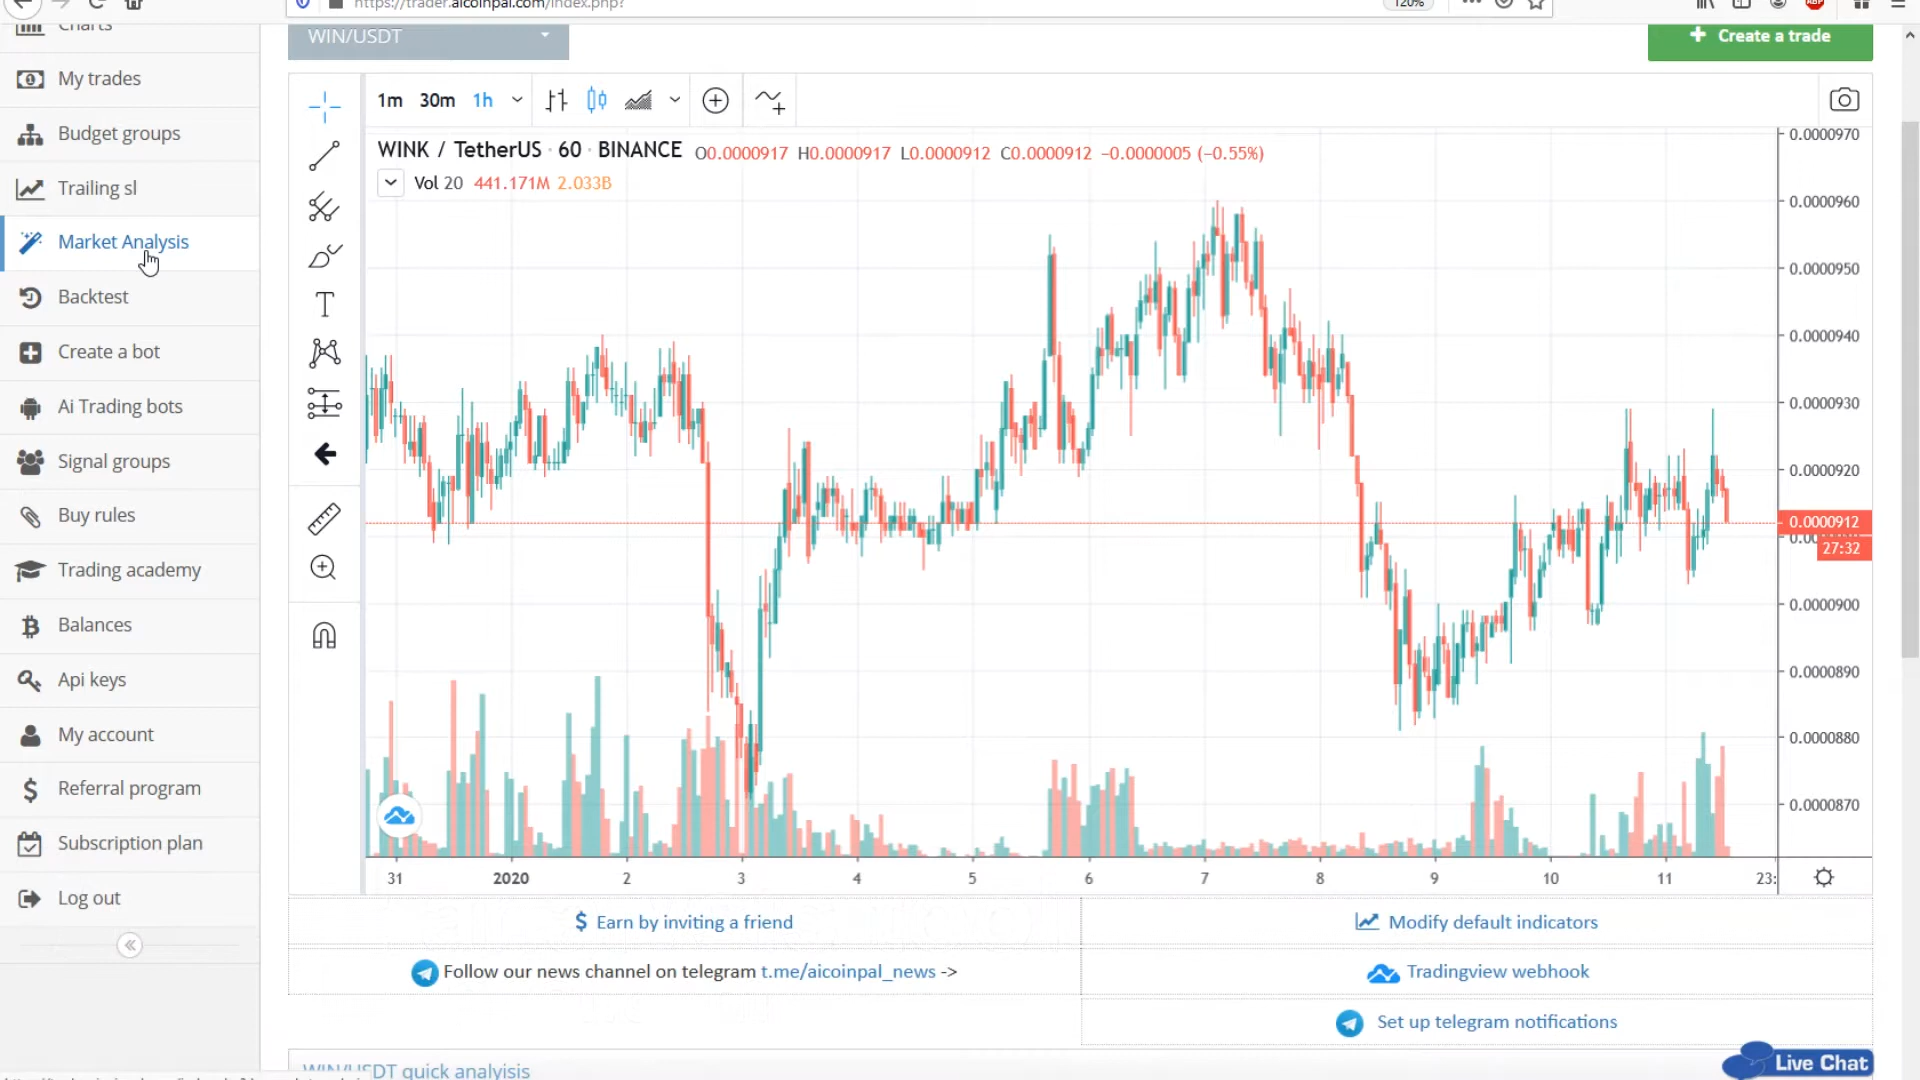 https://trader.aicoinpal.com/index.php?
120%
Charts
WIN/USDT
Create a trade
My trades
Budget groups
Trailing sl
Market Analysis
Backtest
Create a bot
Ai Trading bots
Signal groups
Buy rules
Trading academy
Balances
Api keys
My account
Referral program
Subscription plan
Log out
1m 30m 1h
WINK / TetherUS · 60 · BINANCE O0.0000917 H0.0000917 L0.0000912 C0.0000912 −0.0000005 (−0.55%)
Vol 20 441.171M 2.033B
0.0000970
0.0000960
0.0000950
0.0000940
0.0000930
0.0000920
0.0000912
27:32
0.0000900
0.0000890
0.0000880
0.0000870
31 2020 2 3 4 5 6 7 8 9 10 11 23:
Earn by inviting a friend
Modify default indicators
Follow our news channel on telegram t.me/aicoinpal_news ->
Tradingview webhook
Set up telegram notifications
WIN/USDT quick analyisis
Live Chat